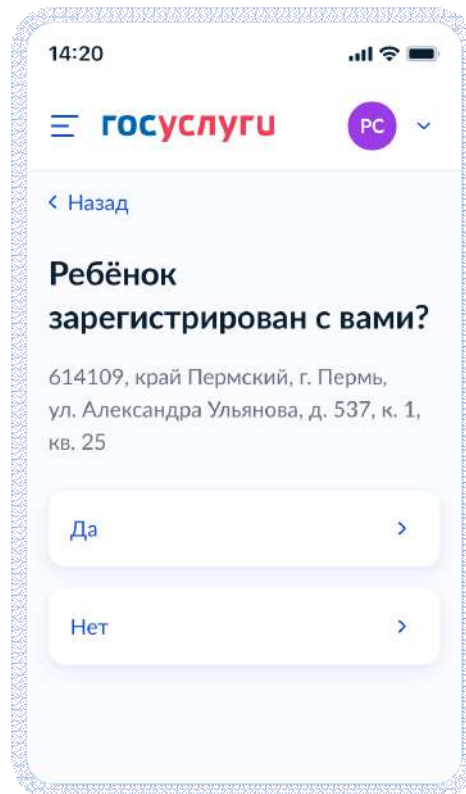 14:20
госуслуги
РС
Назад
Ребёнок
зарегистрирован с вами?
614109, край Пермский, г. Пермь,
ул. Александра Ульянова, д. 537, к. 1,
кв. 25
Да
Нет